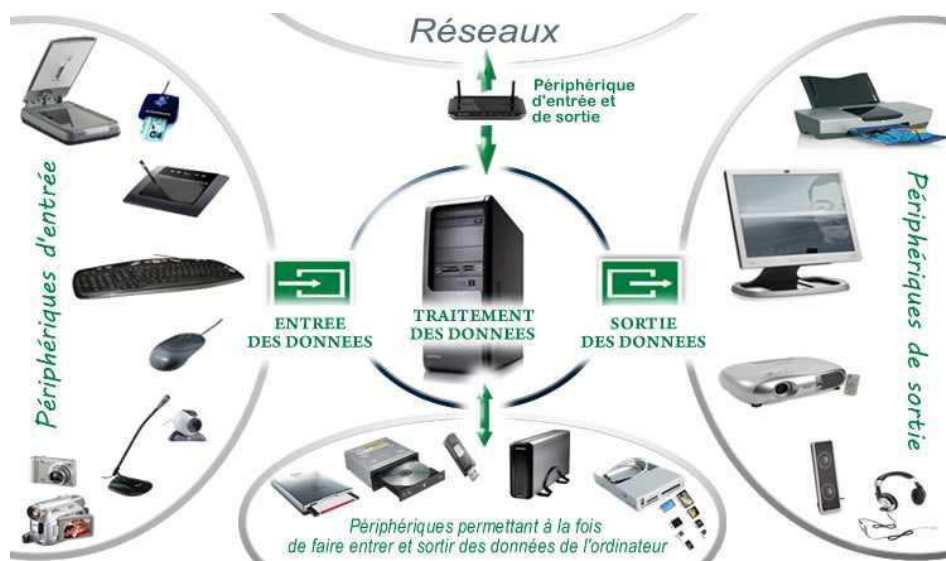 Réseaux
Périphérique
d'entrée et
de sortie
Périphériques d'entrée
ENTREE
DES DONNEES
TRAITEMENT
DES DONNEES
SORTIE
DES DONNEES
Périphériques de sortie
Périphériques permettant à la fois
de faire entrer et sortir des données de l'ordinateur